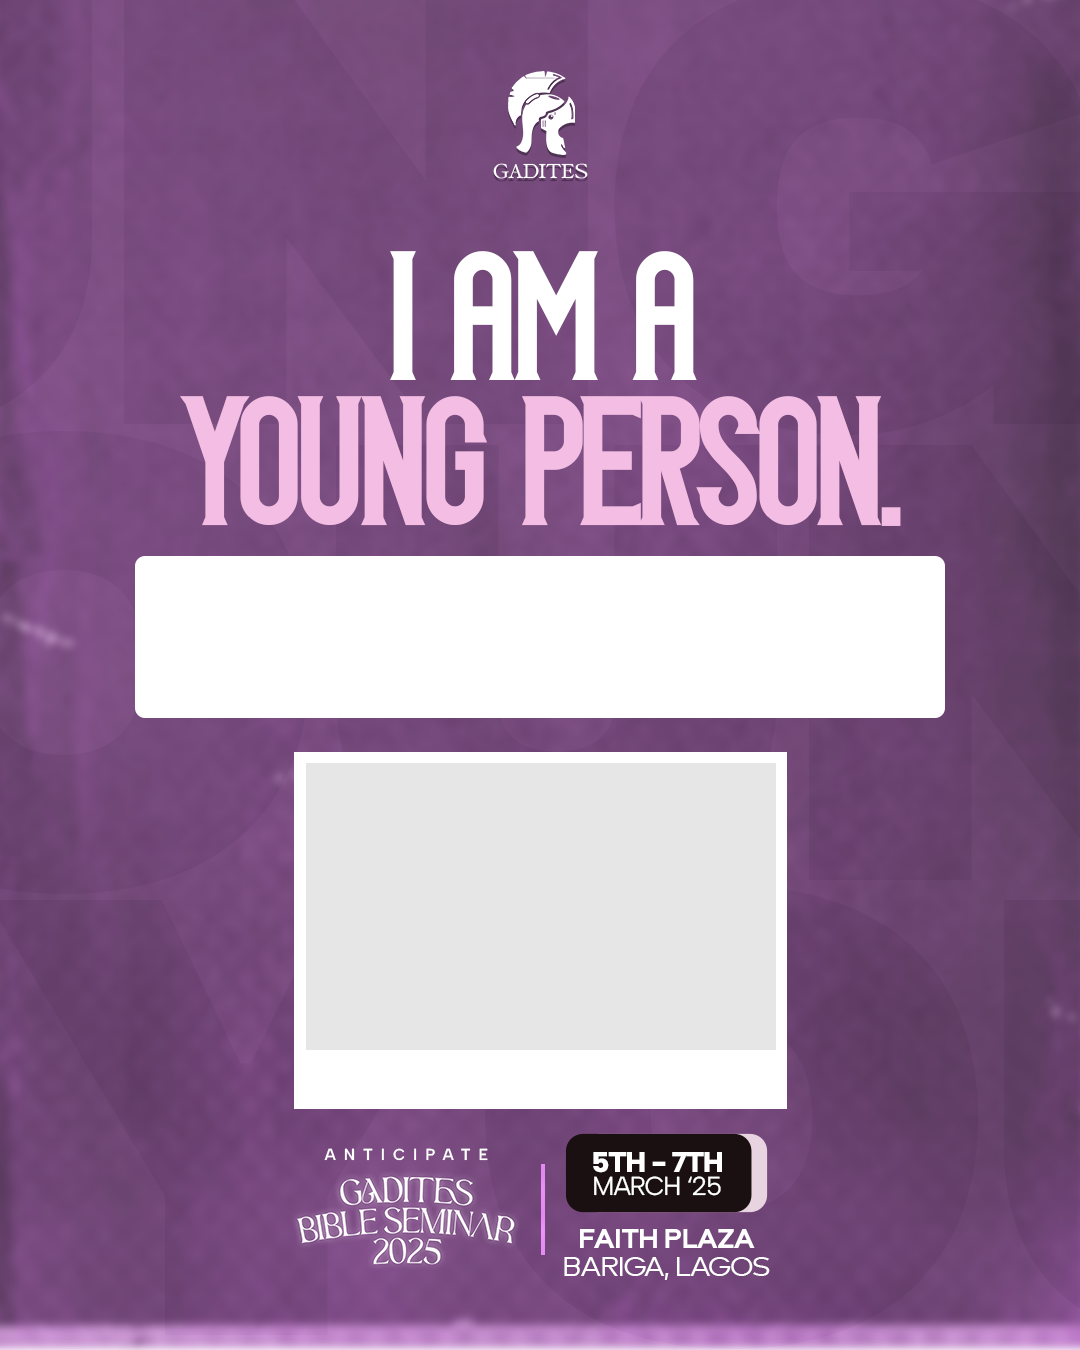 GADITES
I AM A
YOUNG PERSON.
ANTICIPATE
GADITES
BIBLE SEMINAR
2025
5TH - 7TH
MARCH ‘25
FAITH PLAZA
BARIGA, LAGOS